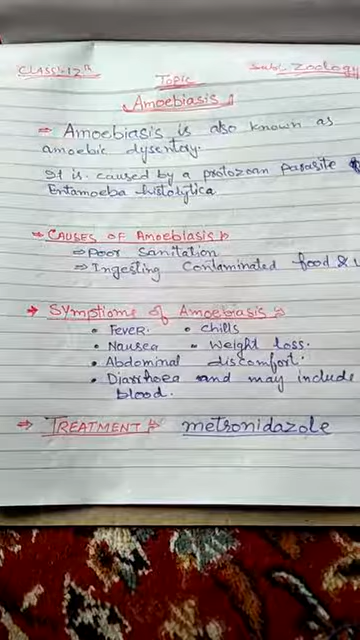 CLASS:-12th Sub:- Zoology
Topic
Amoebiasis
⇒ Amoebiasis is also known as
amoebic dysentory.
It is caused by a protozoan parasite
Entamoeba histolytica.
→ CAUSES OF Amoebiasis
⇒ Poor Sanitation
⇒ Ingesting Contaminated food &
→ Symptioms of Amoebiasis
• Fever. • chills
• Nausea • Weight loss.
• Abdominal discomfort.
• Diarrhoea and may include
blood.
⇒ TREATMENT metronidazole